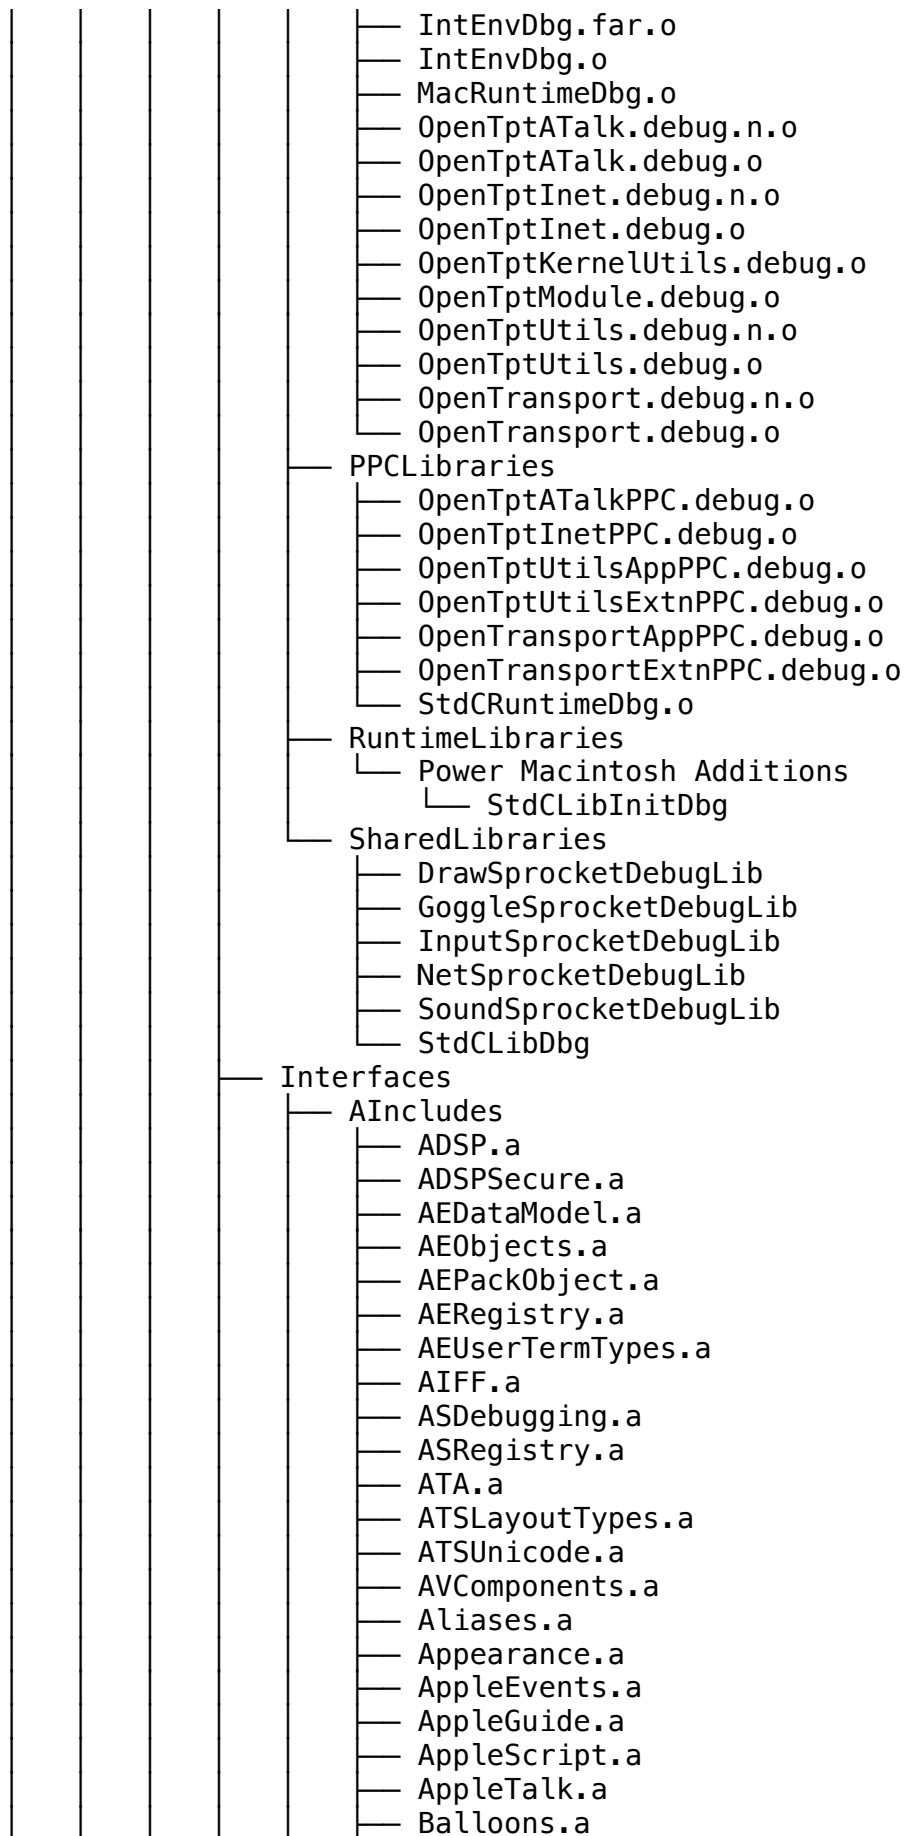 IntEnvDbg.far.o
IntEnvDbg.o
MacRuntimeDbg.o
OpenTptATalk.debug.n.o
OpenTptATalk.debug.o
OpenTptInet.debug.n.o
OpenTptInet.debug.o
OpenTptKernelUtils.debug.o
OpenTptModule.debug.o
OpenTptUtils.debug.n.o
OpenTptUtils.debug.o
OpenTransport.debug.n.o
OpenTransport.debug.o
PPCLibraries
OpenTptATalkPPC.debug.o
OpenTptInetPPC.debug.o
OpenTptUtilsAppPPC.debug.o
OpenTptUtilsExtnPPC.debug.o
OpenTransportAppPPC.debug.o
OpenTransportExtnPPC.debug.o
StdCRuntimeDbg.o
RuntimeLibraries
Power Macintosh Additions
StdCLibInitDbg
SharedLibraries
DrawSprocketDebugLib
GoggleSprocketDebugLib
InputSprocketDebugLib
NetSprocketDebugLib
SoundSprocketDebugLib
StdCLibDbg
Interfaces
AIncludes
ADSP.a
ADSPSecure.a
AEDataModel.a
AEObjects.a
AEPackObject.a
AERegistry.a
AEUserTermTypes.a
AIFF.a
ASDebugging.a
ASRegistry.a
ATA.a
ATSLayoutTypes.a
ATSUnicode.a
AVComponents.a
Aliases.a
Appearance.a
AppleEvents.a
AppleGuide.a
AppleScript.a
AppleTalk.a
Balloons.a